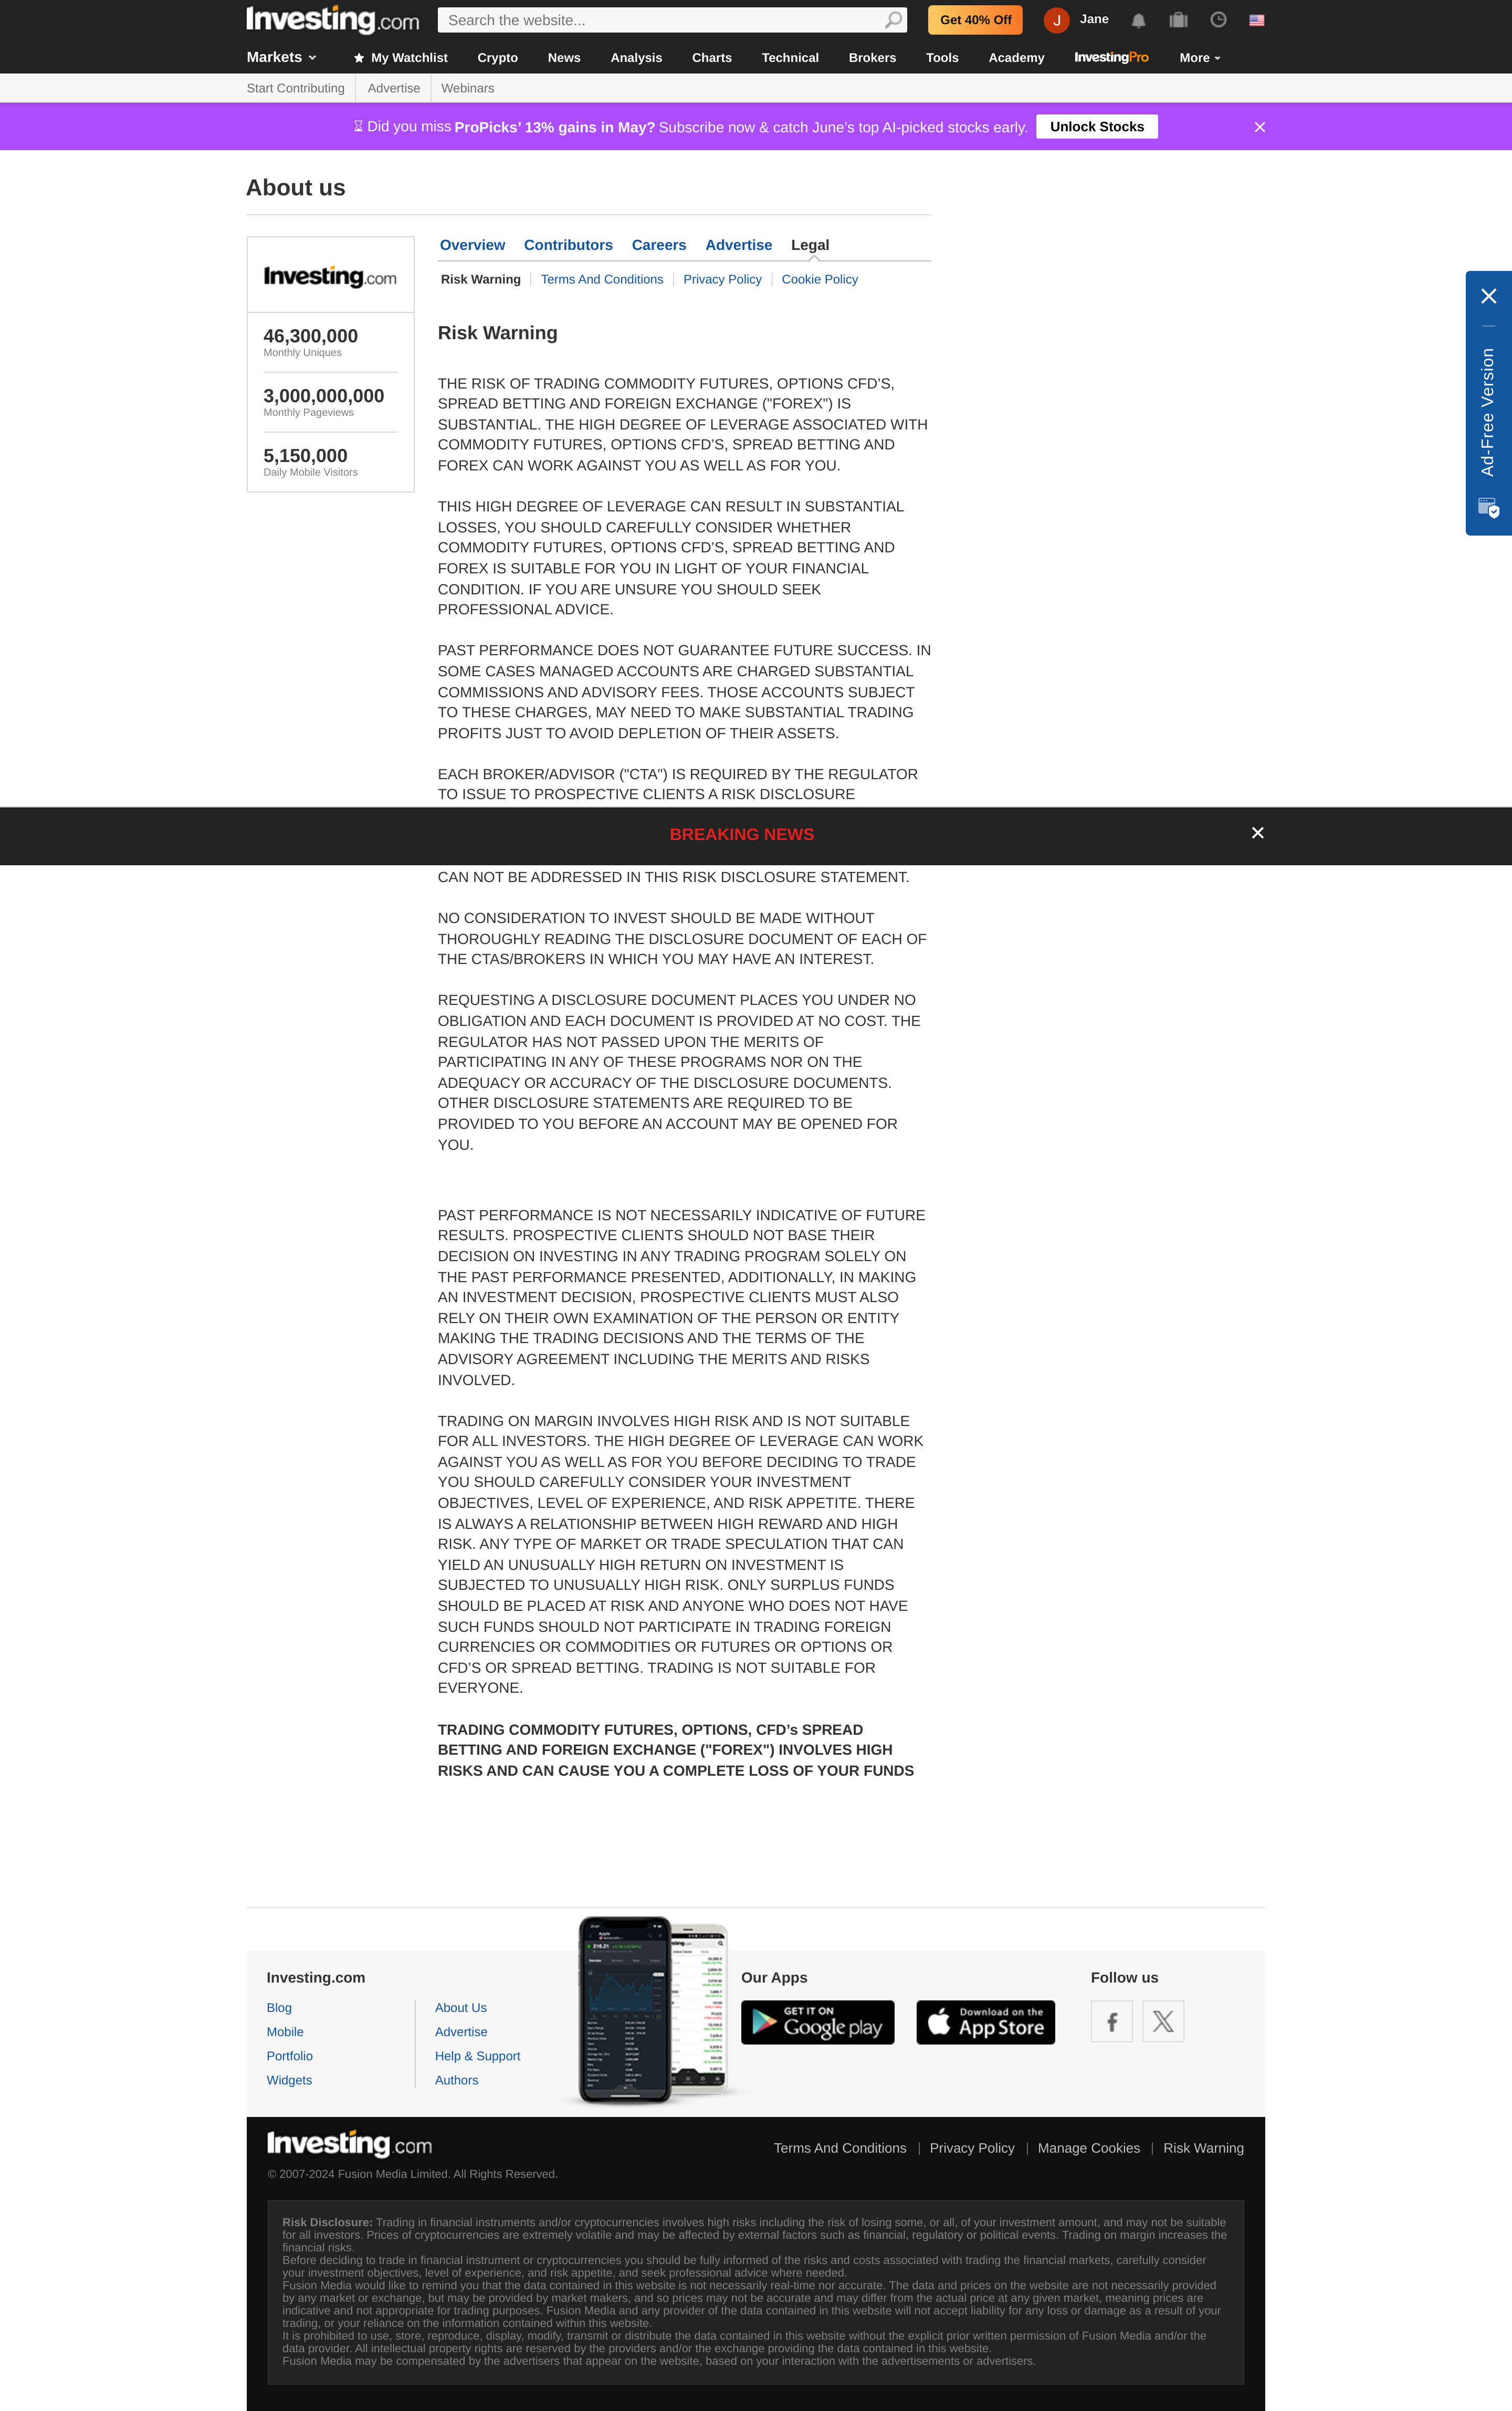 Investing.com
Search the website...
Get 40% Off
J
Jane
Markets
My Watchlist
Crypto
News
Analysis
Charts
Technical
Brokers
Tools
Academy
InvestingPro
More
Start Contributing
Advertise
Webinars
Did you miss ProPicks’ 13% gains in May? Subscribe now & catch June’s top AI-picked stocks early.
Unlock Stocks
About us
Investing.com
46,300,000
Monthly Uniques
3,000,000,000
Monthly Pageviews
5,150,000
Daily Mobile Visitors
Overview
Contributors
Careers
Advertise
Legal
Risk Warning
Terms And Conditions
Privacy Policy
Cookie Policy
Risk Warning
THE RISK OF TRADING COMMODITY FUTURES, OPTIONS CFD’S,
SPREAD BETTING AND FOREIGN EXCHANGE ("FOREX") IS
SUBSTANTIAL. THE HIGH DEGREE OF LEVERAGE ASSOCIATED WITH
COMMODITY FUTURES, OPTIONS CFD’S, SPREAD BETTING AND
FOREX CAN WORK AGAINST YOU AS WELL AS FOR YOU.
THIS HIGH DEGREE OF LEVERAGE CAN RESULT IN SUBSTANTIAL
LOSSES, YOU SHOULD CAREFULLY CONSIDER WHETHER
COMMODITY FUTURES, OPTIONS CFD’S, SPREAD BETTING AND
FOREX IS SUITABLE FOR YOU IN LIGHT OF YOUR FINANCIAL
CONDITION. IF YOU ARE UNSURE YOU SHOULD SEEK
PROFESSIONAL ADVICE.
PAST PERFORMANCE DOES NOT GUARANTEE FUTURE SUCCESS. IN
SOME CASES MANAGED ACCOUNTS ARE CHARGED SUBSTANTIAL
COMMISSIONS AND ADVISORY FEES. THOSE ACCOUNTS SUBJECT
TO THESE CHARGES, MAY NEED TO MAKE SUBSTANTIAL TRADING
PROFITS JUST TO AVOID DEPLETION OF THEIR ASSETS.
EACH BROKER/ADVISOR ("CTA") IS REQUIRED BY THE REGULATOR
TO ISSUE TO PROSPECTIVE CLIENTS A RISK DISCLOSURE
BREAKING NEWS
CAN NOT BE ADDRESSED IN THIS RISK DISCLOSURE STATEMENT.
NO CONSIDERATION TO INVEST SHOULD BE MADE WITHOUT
THOROUGHLY READING THE DISCLOSURE DOCUMENT OF EACH OF
THE CTAS/BROKERS IN WHICH YOU MAY HAVE AN INTEREST.
REQUESTING A DISCLOSURE DOCUMENT PLACES YOU UNDER NO
OBLIGATION AND EACH DOCUMENT IS PROVIDED AT NO COST. THE
REGULATOR HAS NOT PASSED UPON THE MERITS OF
PARTICIPATING IN ANY OF THESE PROGRAMS NOR ON THE
ADEQUACY OR ACCURACY OF THE DISCLOSURE DOCUMENTS.
OTHER DISCLOSURE STATEMENTS ARE REQUIRED TO BE
PROVIDED TO YOU BEFORE AN ACCOUNT MAY BE OPENED FOR
YOU.
PAST PERFORMANCE IS NOT NECESSARILY INDICATIVE OF FUTURE
RESULTS. PROSPECTIVE CLIENTS SHOULD NOT BASE THEIR
DECISION ON INVESTING IN ANY TRADING PROGRAM SOLELY ON
THE PAST PERFORMANCE PRESENTED, ADDITIONALLY, IN MAKING
AN INVESTMENT DECISION, PROSPECTIVE CLIENTS MUST ALSO
RELY ON THEIR OWN EXAMINATION OF THE PERSON OR ENTITY
MAKING THE TRADING DECISIONS AND THE TERMS OF THE
ADVISORY AGREEMENT INCLUDING THE MERITS AND RISKS
INVOLVED.
TRADING ON MARGIN INVOLVES HIGH RISK AND IS NOT SUITABLE
FOR ALL INVESTORS. THE HIGH DEGREE OF LEVERAGE CAN WORK
AGAINST YOU AS WELL AS FOR YOU BEFORE DECIDING TO TRADE
YOU SHOULD CAREFULLY CONSIDER YOUR INVESTMENT
OBJECTIVES, LEVEL OF EXPERIENCE, AND RISK APPETITE. THERE
IS ALWAYS A RELATIONSHIP BETWEEN HIGH REWARD AND HIGH
RISK. ANY TYPE OF MARKET OR TRADE SPECULATION THAT CAN
YIELD AN UNUSUALLY HIGH RETURN ON INVESTMENT IS
SUBJECTED TO UNUSUALLY HIGH RISK. ONLY SURPLUS FUNDS
SHOULD BE PLACED AT RISK AND ANYONE WHO DOES NOT HAVE
SUCH FUNDS SHOULD NOT PARTICIPATE IN TRADING FOREIGN
CURRENCIES OR COMMODITIES OR FUTURES OR OPTIONS OR
CFD’S OR SPREAD BETTING. TRADING IS NOT SUITABLE FOR
EVERYONE.
TRADING COMMODITY FUTURES, OPTIONS, CFD’s SPREAD
BETTING AND FOREIGN EXCHANGE ("FOREX") INVOLVES HIGH
RISKS AND CAN CAUSE YOU A COMPLETE LOSS OF YOUR FUNDS
Ad-Free Version
Investing.com
Blog
Mobile
Portfolio
Widgets
About Us
Advertise
Help & Support
Authors
Our Apps
GET IT ON
Google play
Download on the
App Store
Follow us
Investing.com
Terms And Conditions
Privacy Policy
Manage Cookies
Risk Warning
© 2007-2024 Fusion Media Limited. All Rights Reserved.
Risk Disclosure: Trading in financial instruments and/or cryptocurrencies involves high risks including the risk of losing some, or all, of your investment amount, and may not be suitable
for all investors. Prices of cryptocurrencies are extremely volatile and may be affected by external factors such as financial, regulatory or political events. Trading on margin increases the
financial risks.
Before deciding to trade in financial instrument or cryptocurrencies you should be fully informed of the risks and costs associated with trading the financial markets, carefully consider
your investment objectives, level of experience, and risk appetite, and seek professional advice where needed.
Fusion Media would like to remind you that the data contained in this website is not necessarily real-time nor accurate. The data and prices on the website are not necessarily provided
by any market or exchange, but may be provided by market makers, and so prices may not be accurate and may differ from the actual price at any given market, meaning prices are
indicative and not appropriate for trading purposes. Fusion Media and any provider of the data contained in this website will not accept liability for any loss or damage as a result of your
trading, or your reliance on the information contained within this website.
It is prohibited to use, store, reproduce, display, modify, transmit or distribute the data contained in this website without the explicit prior written permission of Fusion Media and/or the
data provider. All intellectual property rights are reserved by the providers and/or the exchange providing the data contained in this website.
Fusion Media may be compensated by the advertisers that appear on the website, based on your interaction with the advertisements or advertisers.